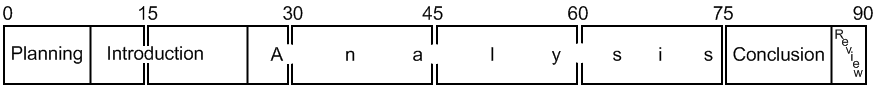 0 15 30 45 60 75 90
Planning Introduction A n a l y s i s Conclusion Review